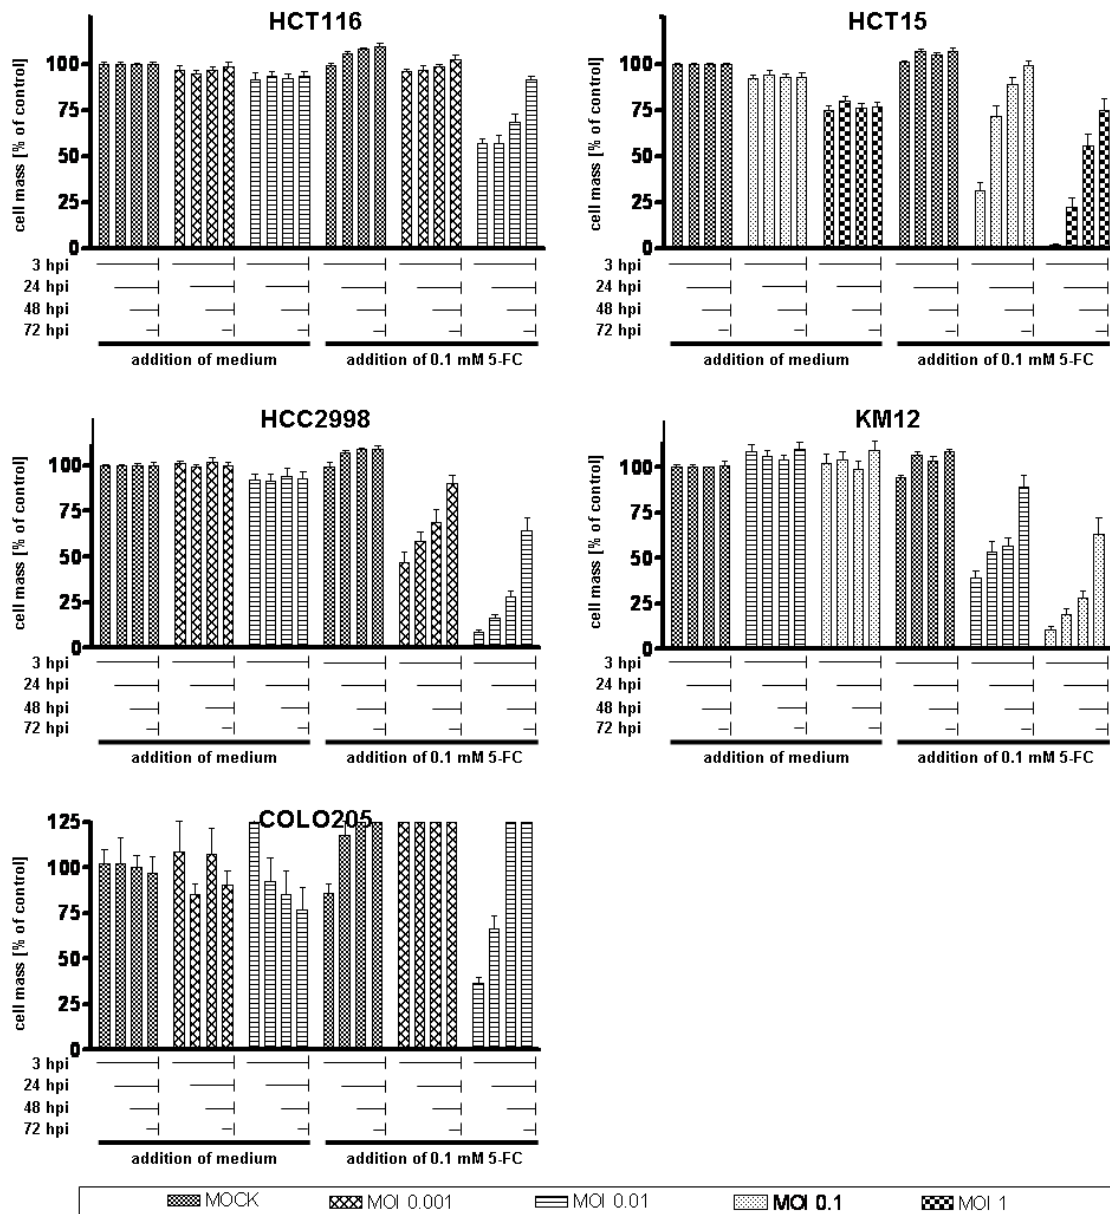 HCT116
cell mass [% of control]
100
75
50
25
0
3 hpi
24 hpi
48 hpi
72 hpi
addition of medium
addition of 0.1 mM 5-FC
HCT15
cell mass [% of control]
100
75
50
25
0
3 hpi
24 hpi
48 hpi
72 hpi
addition of medium
addition of 0.1 mM 5-FC
HCC2998
cell mass [% of control]
100
75
50
25
0
3 hpi
24 hpi
48 hpi
72 hpi
addition of medium
addition of 0.1 mM 5-FC
KM12
cell mass [% of control]
100
75
50
25
0
3 hpi
24 hpi
48 hpi
72 hpi
addition of medium
addition of 0.1 mM 5-FC
COLO205
cell mass [% of control]
125
100
75
50
25
0
3 hpi
24 hpi
48 hpi
72 hpi
addition of medium
addition of 0.1 mM 5-FC
MOCK MOI 0.001 MOI 0.01 MOI 0.1 MOI 1